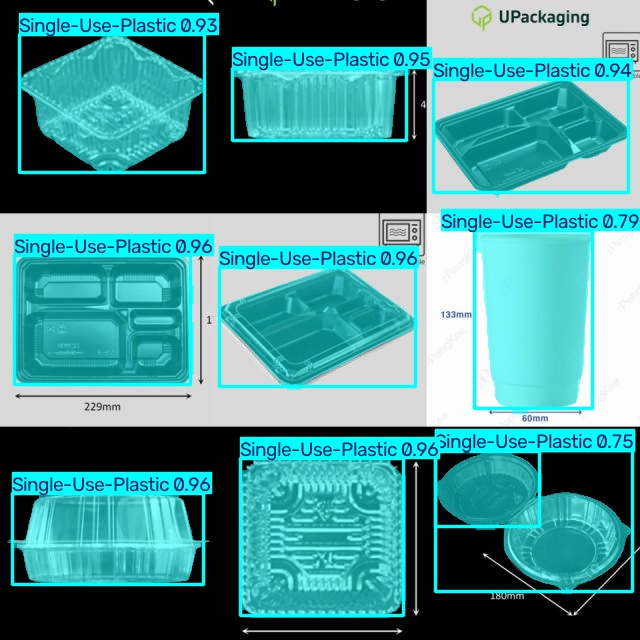 UPackaging
Single-Use-Plastic 0.93
Single-Use-Plastic 0.95
Single-Use-Plastic 0.94
4
Single-Use-Plastic 0.96
Single-Use-Plastic 0.96
Single-Use-Plastic 0.79
1
133mm
229mm
60mm
Single-Use-Plastic 0.96
Single-Use-Plastic 0.96
Single-Use-Plastic 0.75
180mm